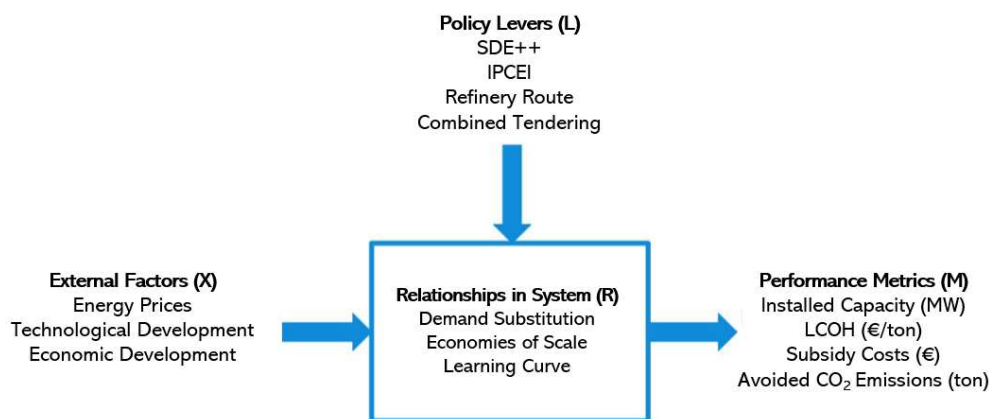 Policy Levers (L)
SDE++
IPCEI
Refinery Route
Combined Tendering
External Factors (X)
Energy Prices
Technological Development
Economic Development
Relationships in System (R)
Demand Substitution
Economies of Scale
Learning Curve
Performance Metrics (M)
Installed Capacity (MW)
LCOH (€/ton)
Subsidy Costs (€)
Avoided CO₂ Emissions (ton)